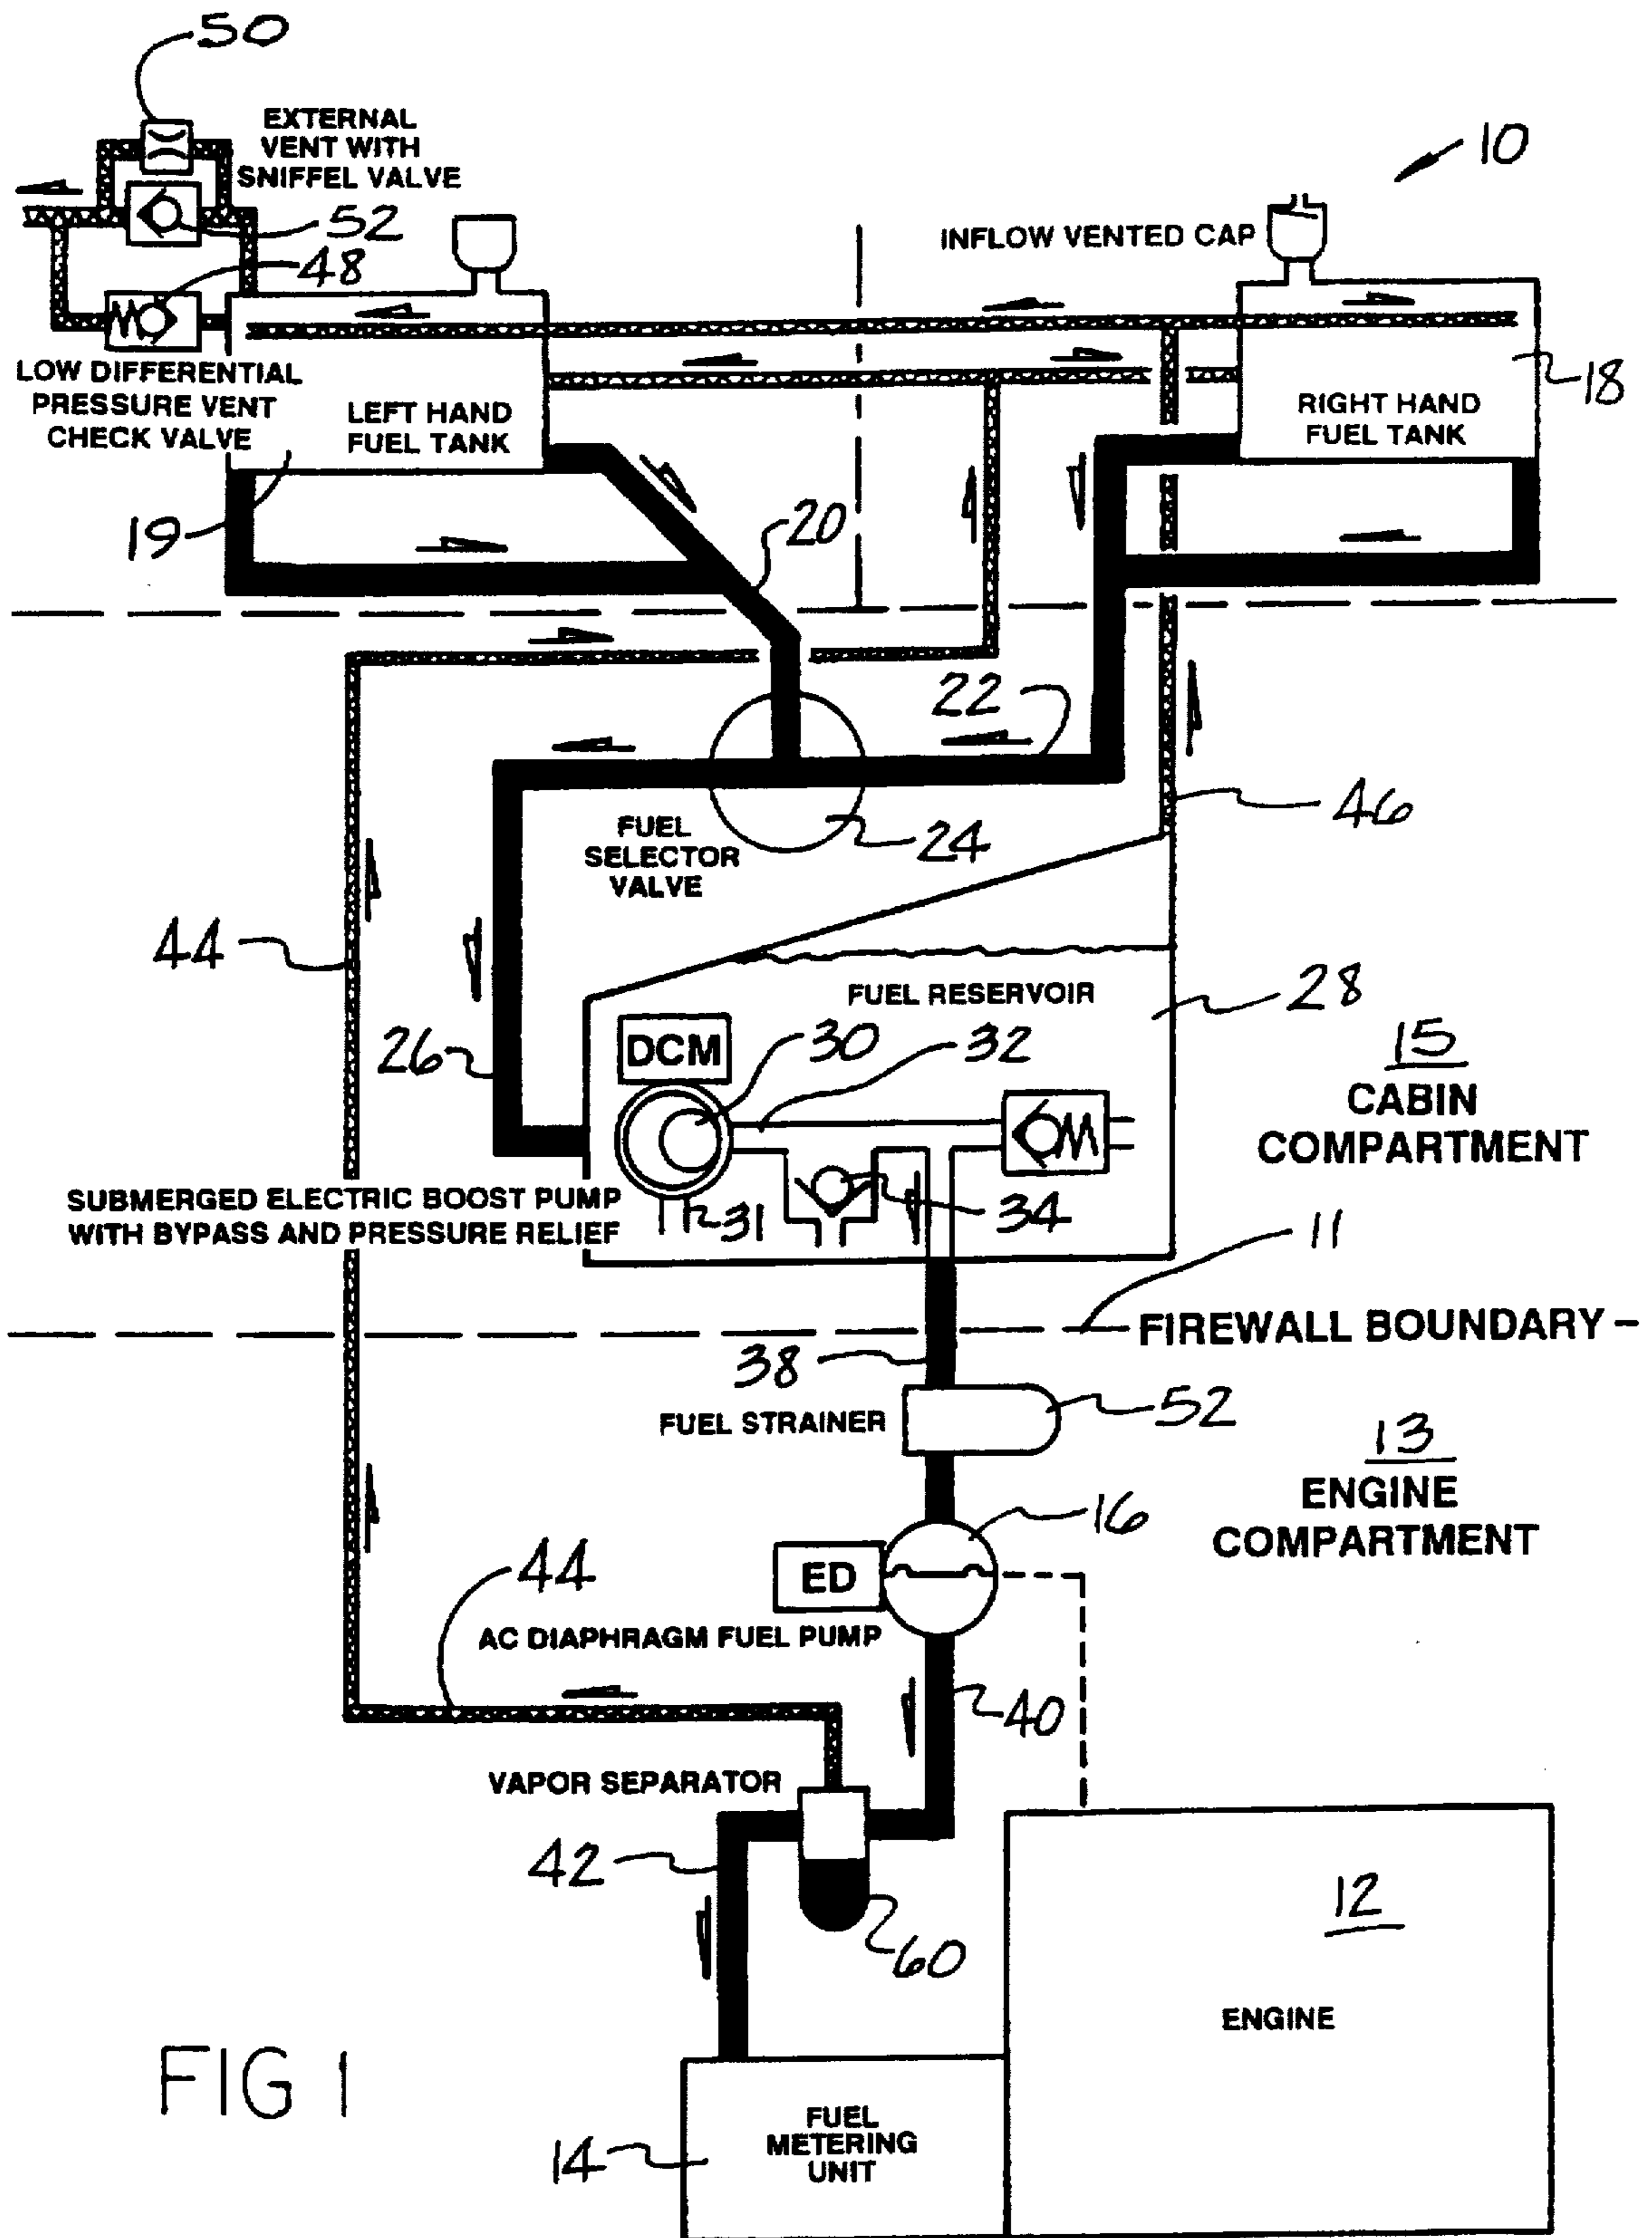 50
EXTERNAL
VENT WITH
SNIFFEL VALVE
10
52
INFLOW VENTED CAP
48
LOW DIFFERENTIAL
PRESSURE VENT
CHECK VALVE
LEFT HAND
FUEL TANK
18
RIGHT HAND
FUEL TANK
19
20
22
46
FUEL
SELECTOR
VALVE
24
44
FUEL RESERVOIR
28
26
DCM
30
32
15
CABIN
COMPARTMENT
SUBMERGED ELECTRIC BOOST PUMP
WITH BYPASS AND PRESSURE RELIEF
31
34
11
FIREWALL BOUNDARY
38
FUEL STRAINER
52
13
ENGINE
COMPARTMENT
16
ED
44
AC DIAPHRAGM FUEL PUMP
40
VAPOR SEPARATOR
42
60
12
ENGINE
FIG 1
FUEL
METERING
UNIT
14